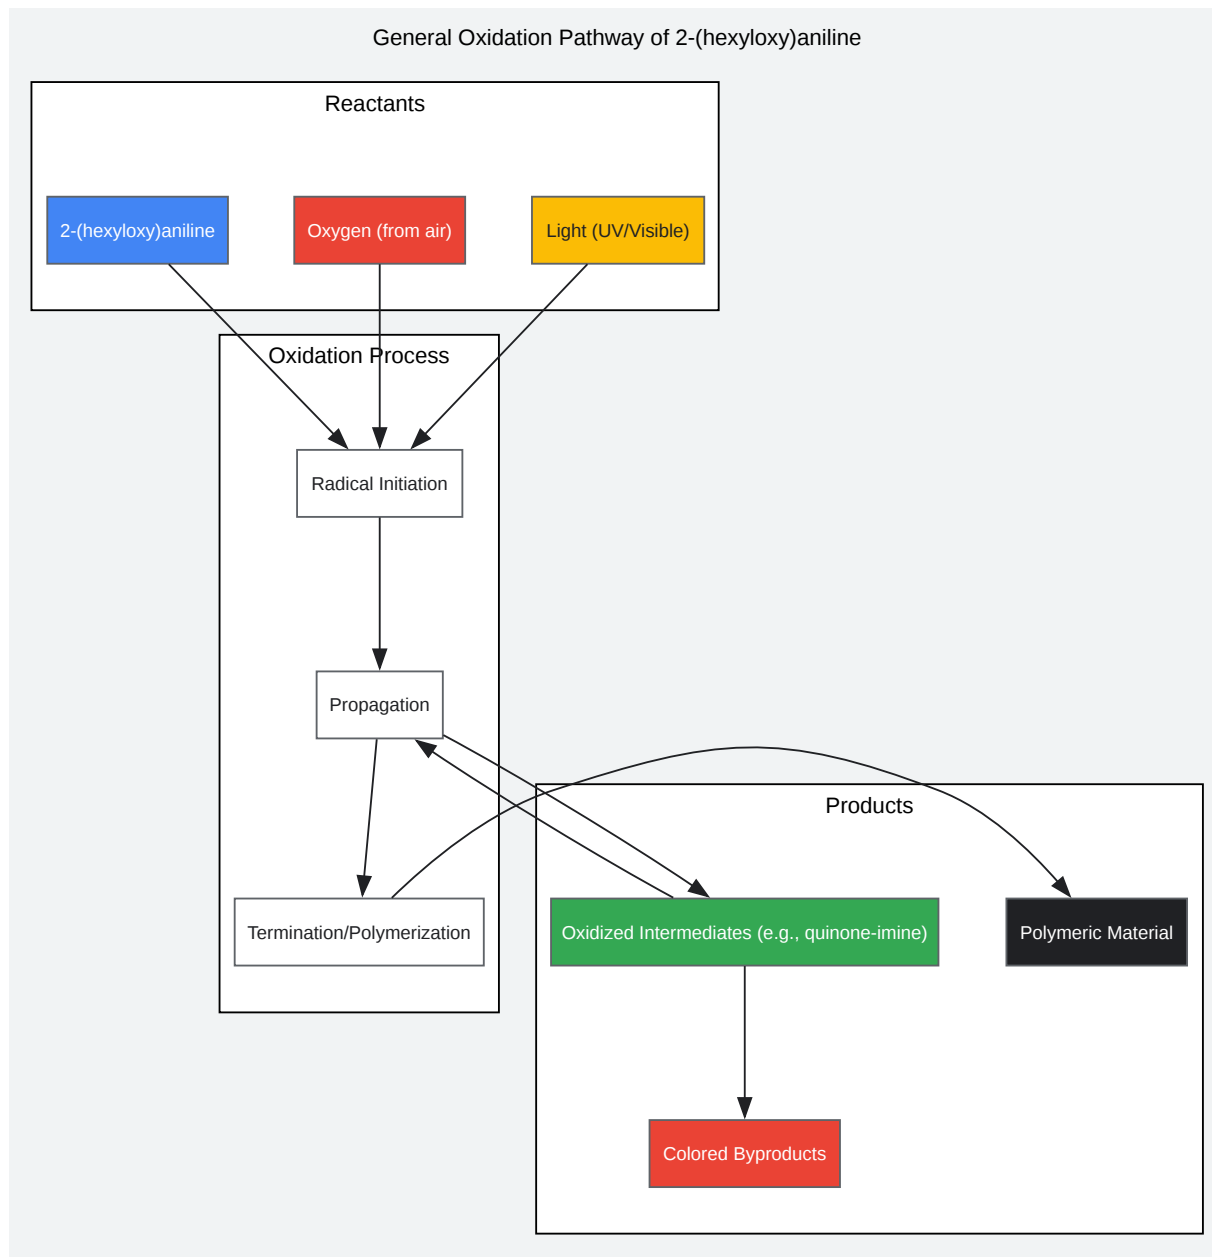 General Oxidation Pathway of 2-(hexyloxy)aniline
Reactants
2-(hexyloxy)aniline
Oxygen (from air)
Light (UV/Visible)
Oxidation Process
Radical Initiation
Propagation
Products
Termination/Polymerization
Oxidized Intermediates (e.g., quinone-imine)
Polymeric Material
Colored Byproducts